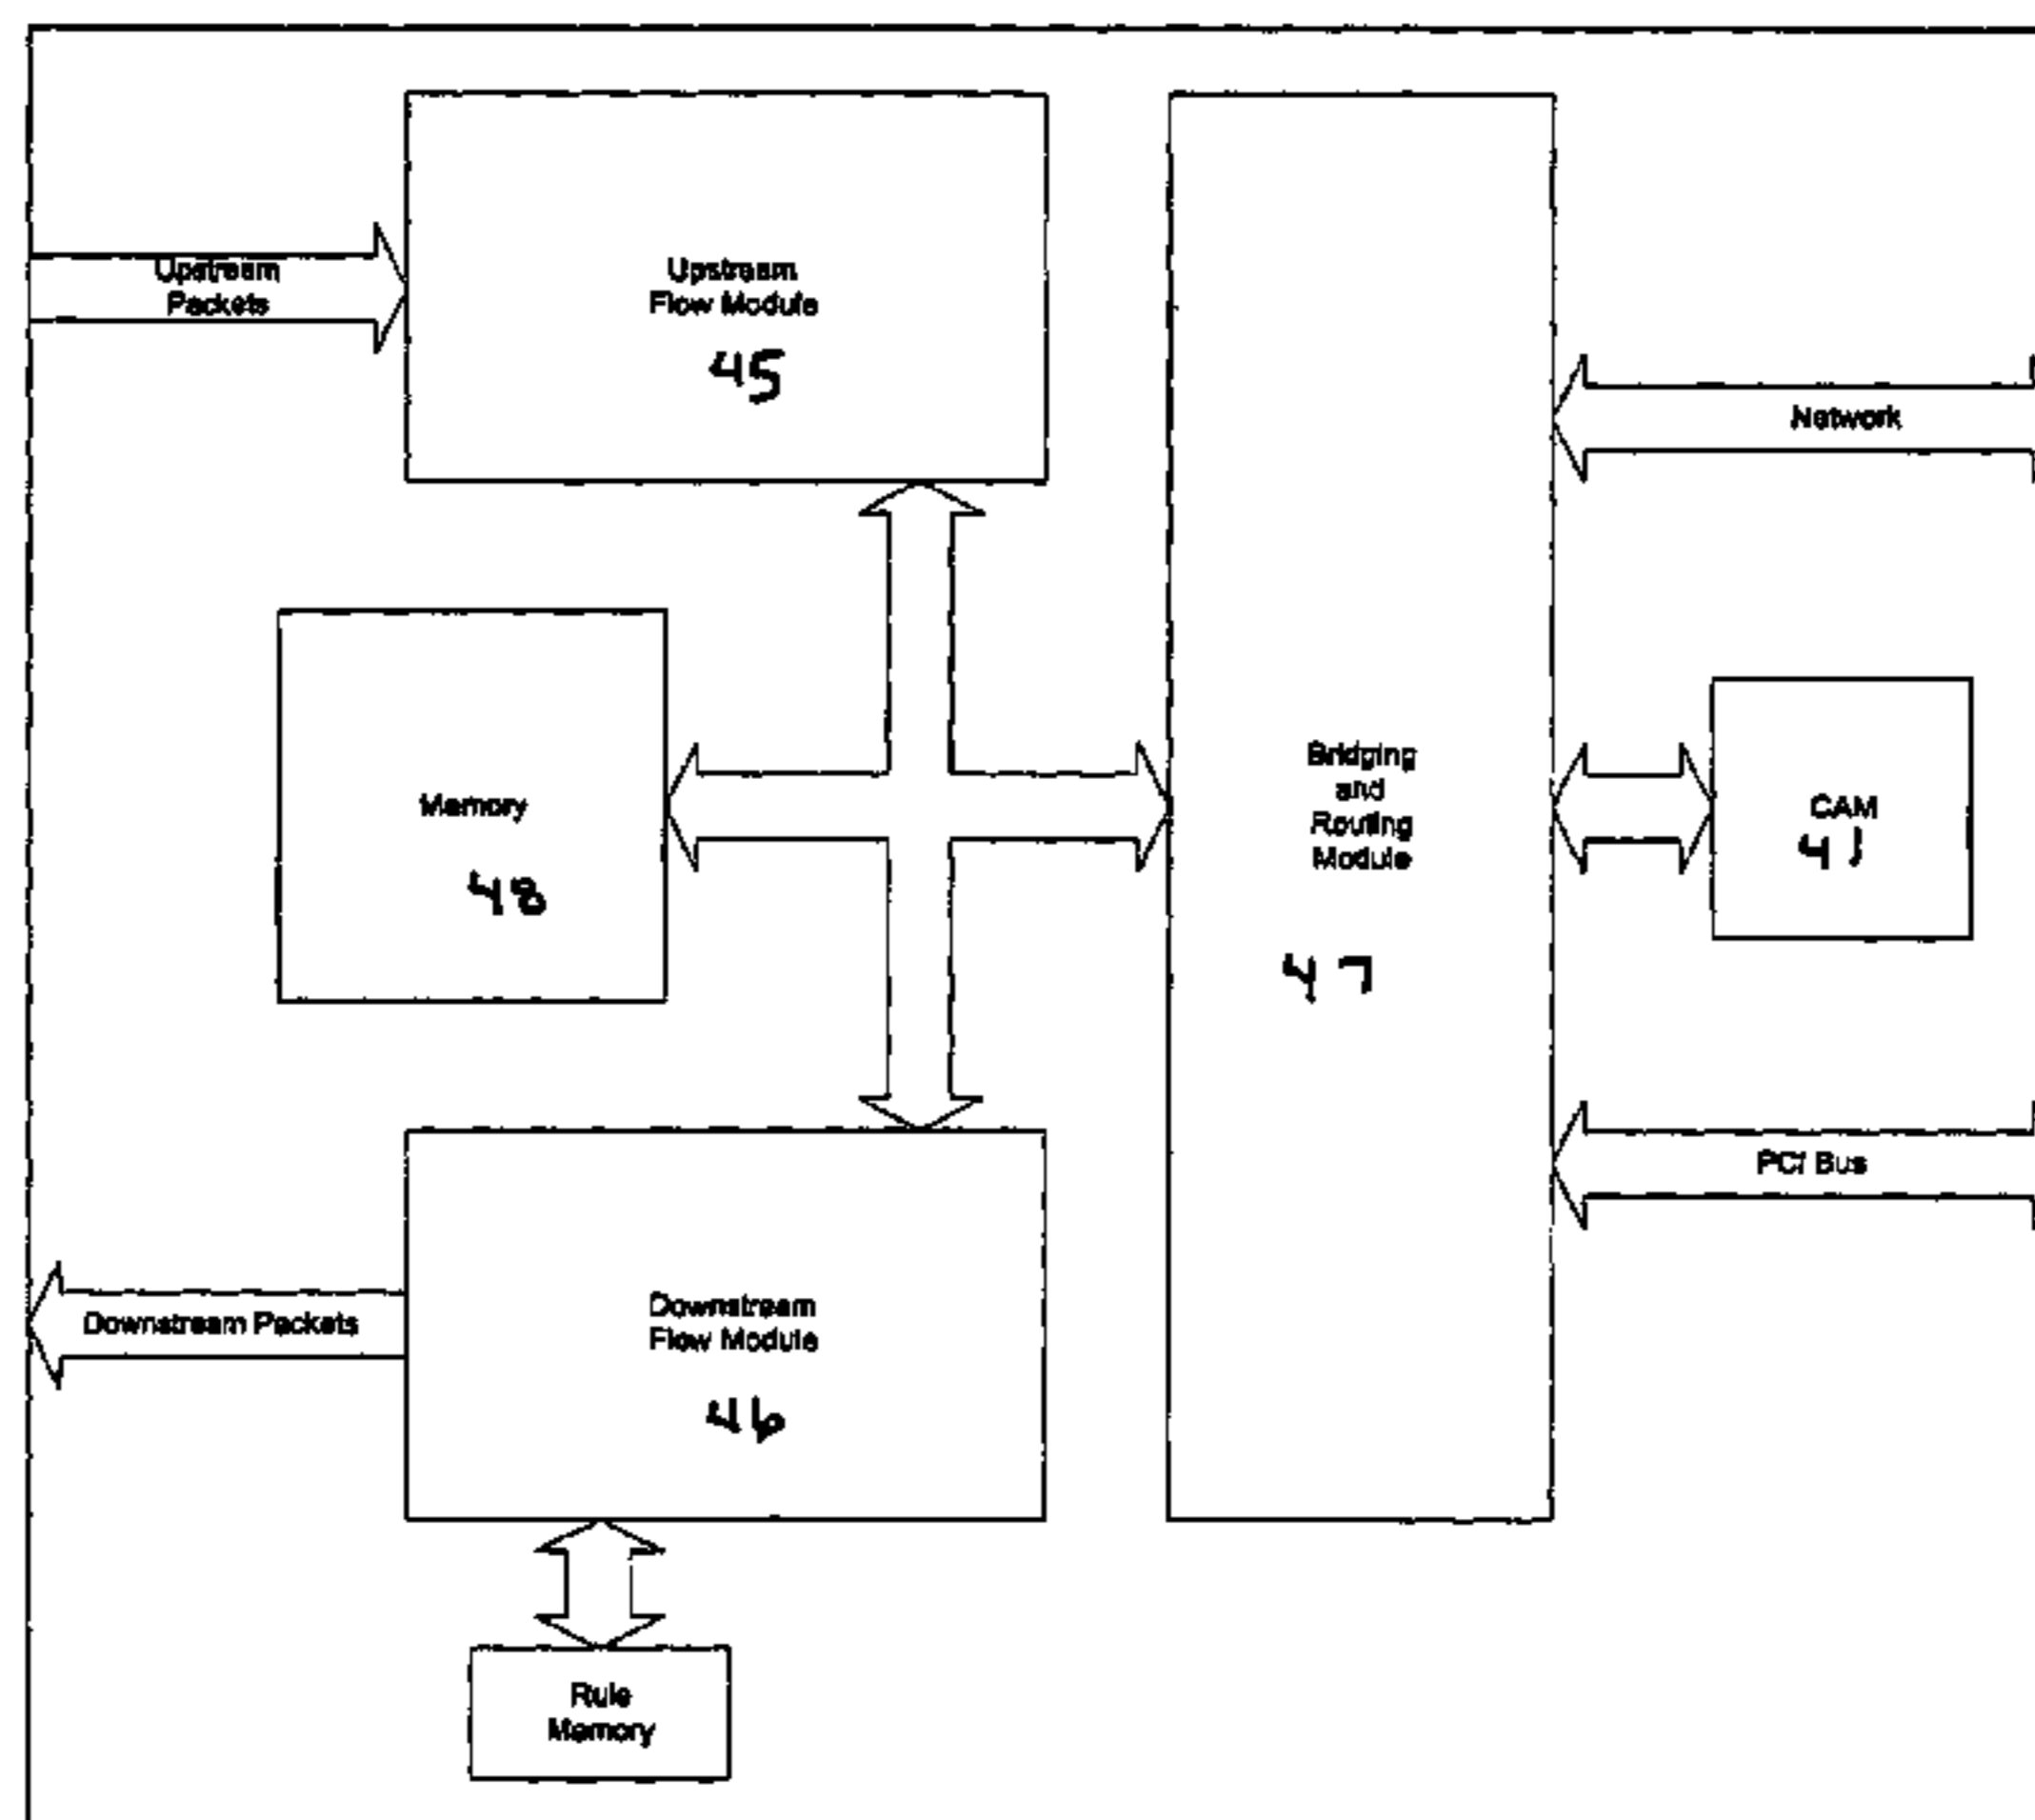 Upstream
Packets
Upstream
Flow Module
45
Network
Memory
48
Bridging
and
Routing
Module
47
CAM
41
PCI Bus
Downstream Packets
Downstream
Flow Module
46
Rule
Memory